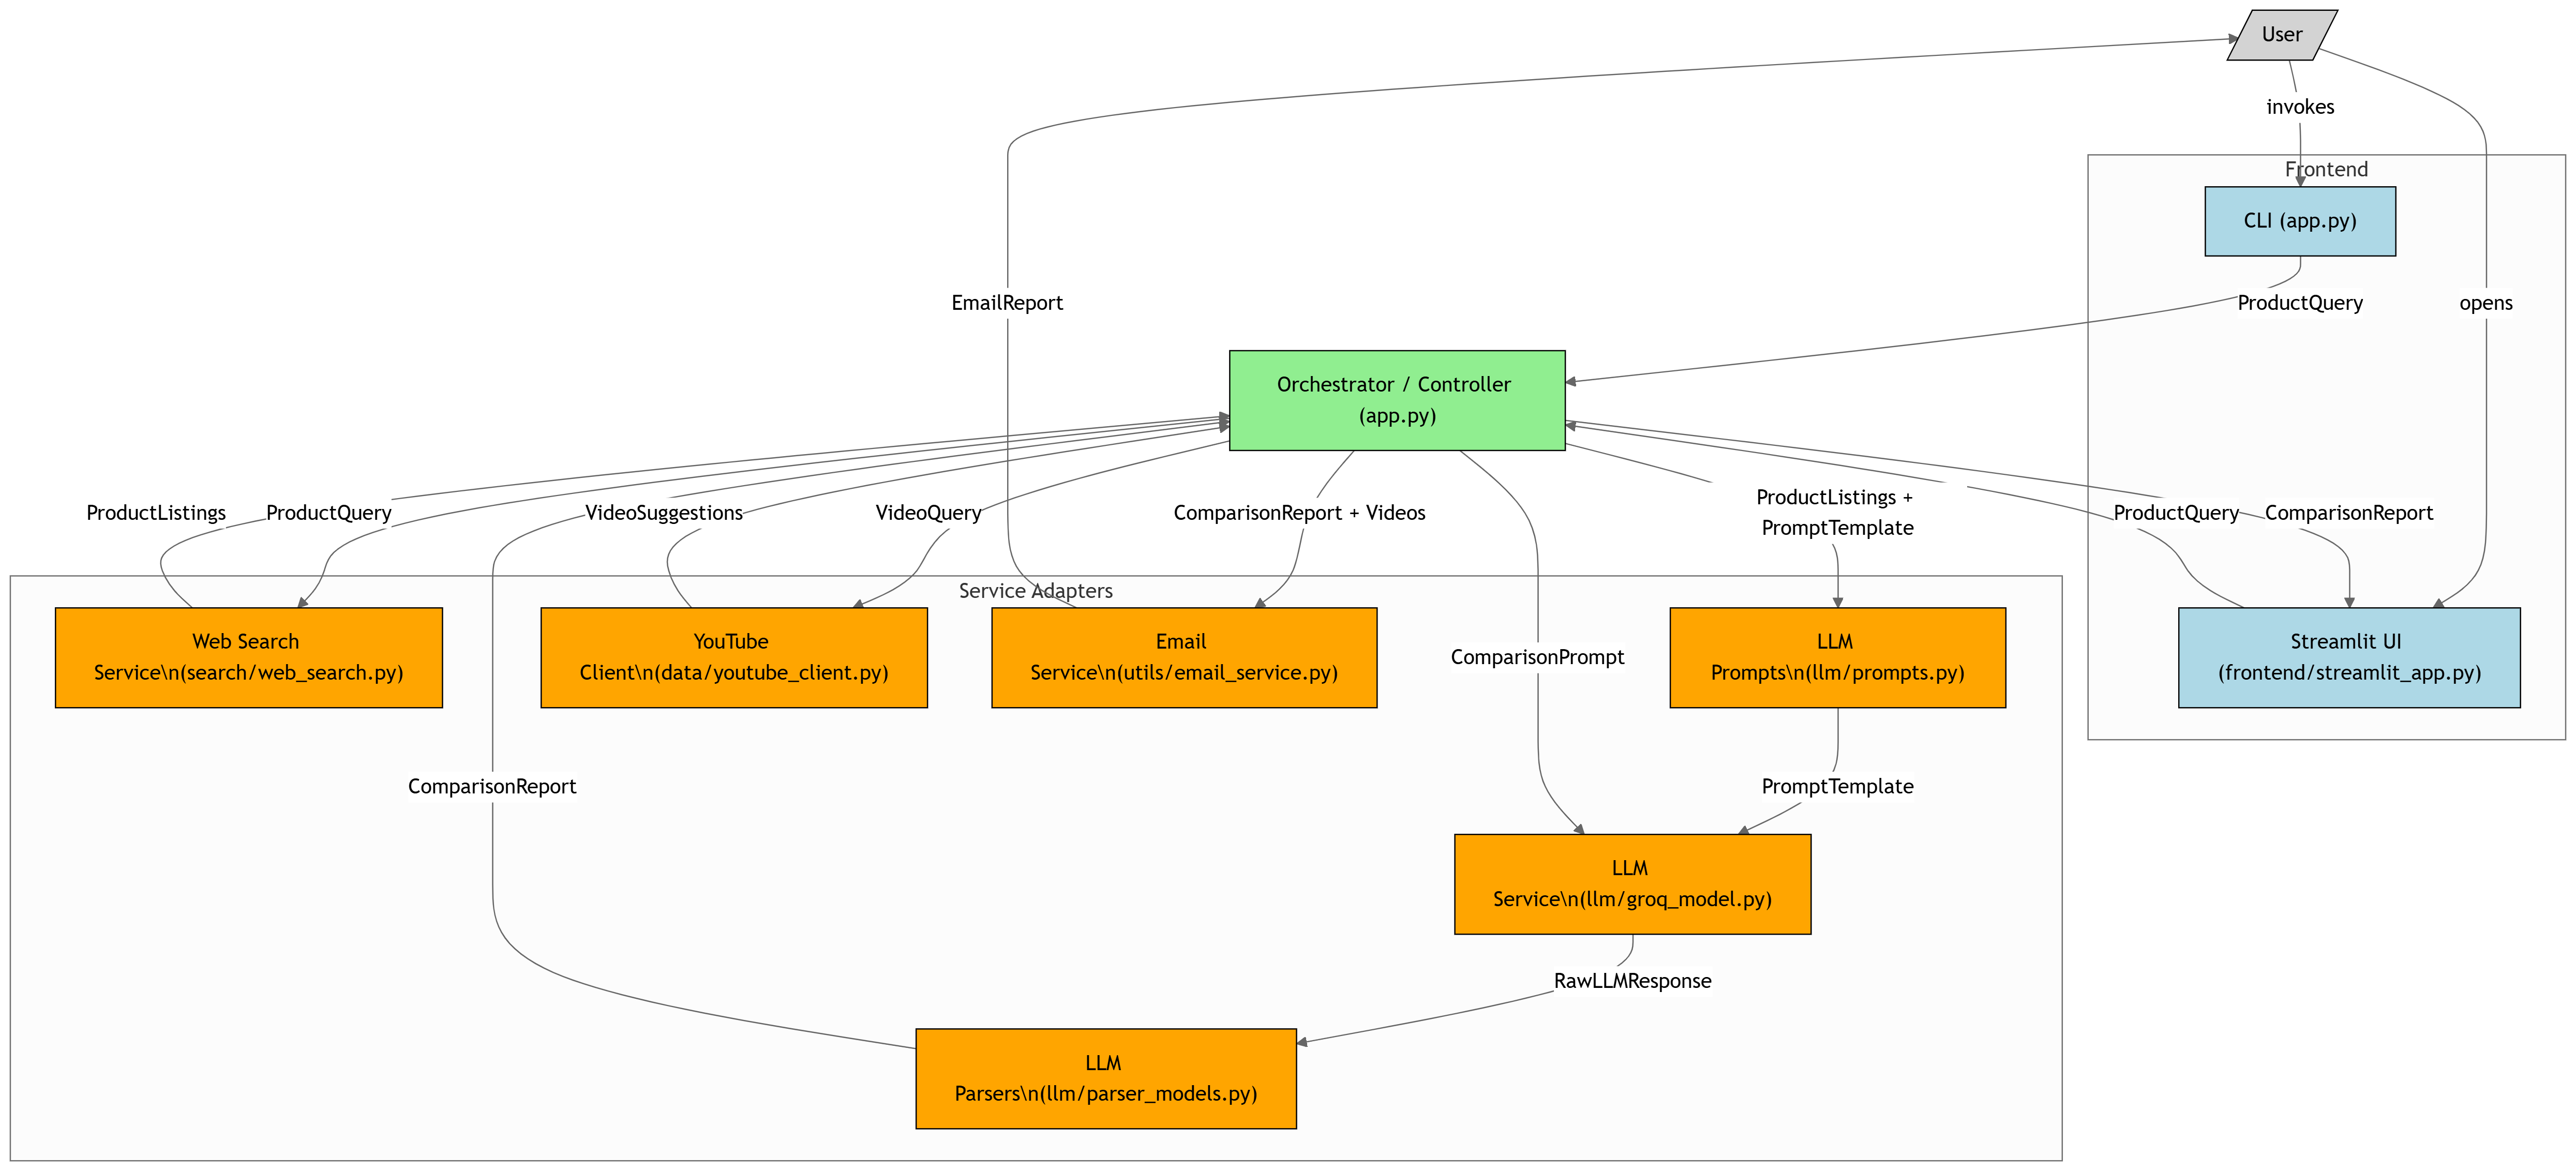 User
invokes
Frontend
CLI (app.py)
EmailReport
ProductQuery
opens
Orchestrator / Controller
(app.py)
ProductListings
ProductQuery
VideoSuggestions
VideoQuery
ComparisonReport + Videos
ProductListings +
PromptTemplate
ProductQuery
ComparisonReport
Service Adapters
Web Search
Service\n(search/web_search.py)
YouTube
Client\n(data/youtube_client.py)
Email
Service\n(utils/email_service.py)
ComparisonPrompt
LLM
Prompts\n(llm/prompts.py)
Streamlit UI
(frontend/streamlit_app.py)
ComparisonReport
PromptTemplate
LLM
Service\n(llm/groq_model.py)
RawLLMResponse
LLM
Parsers\n(llm/parser_models.py)